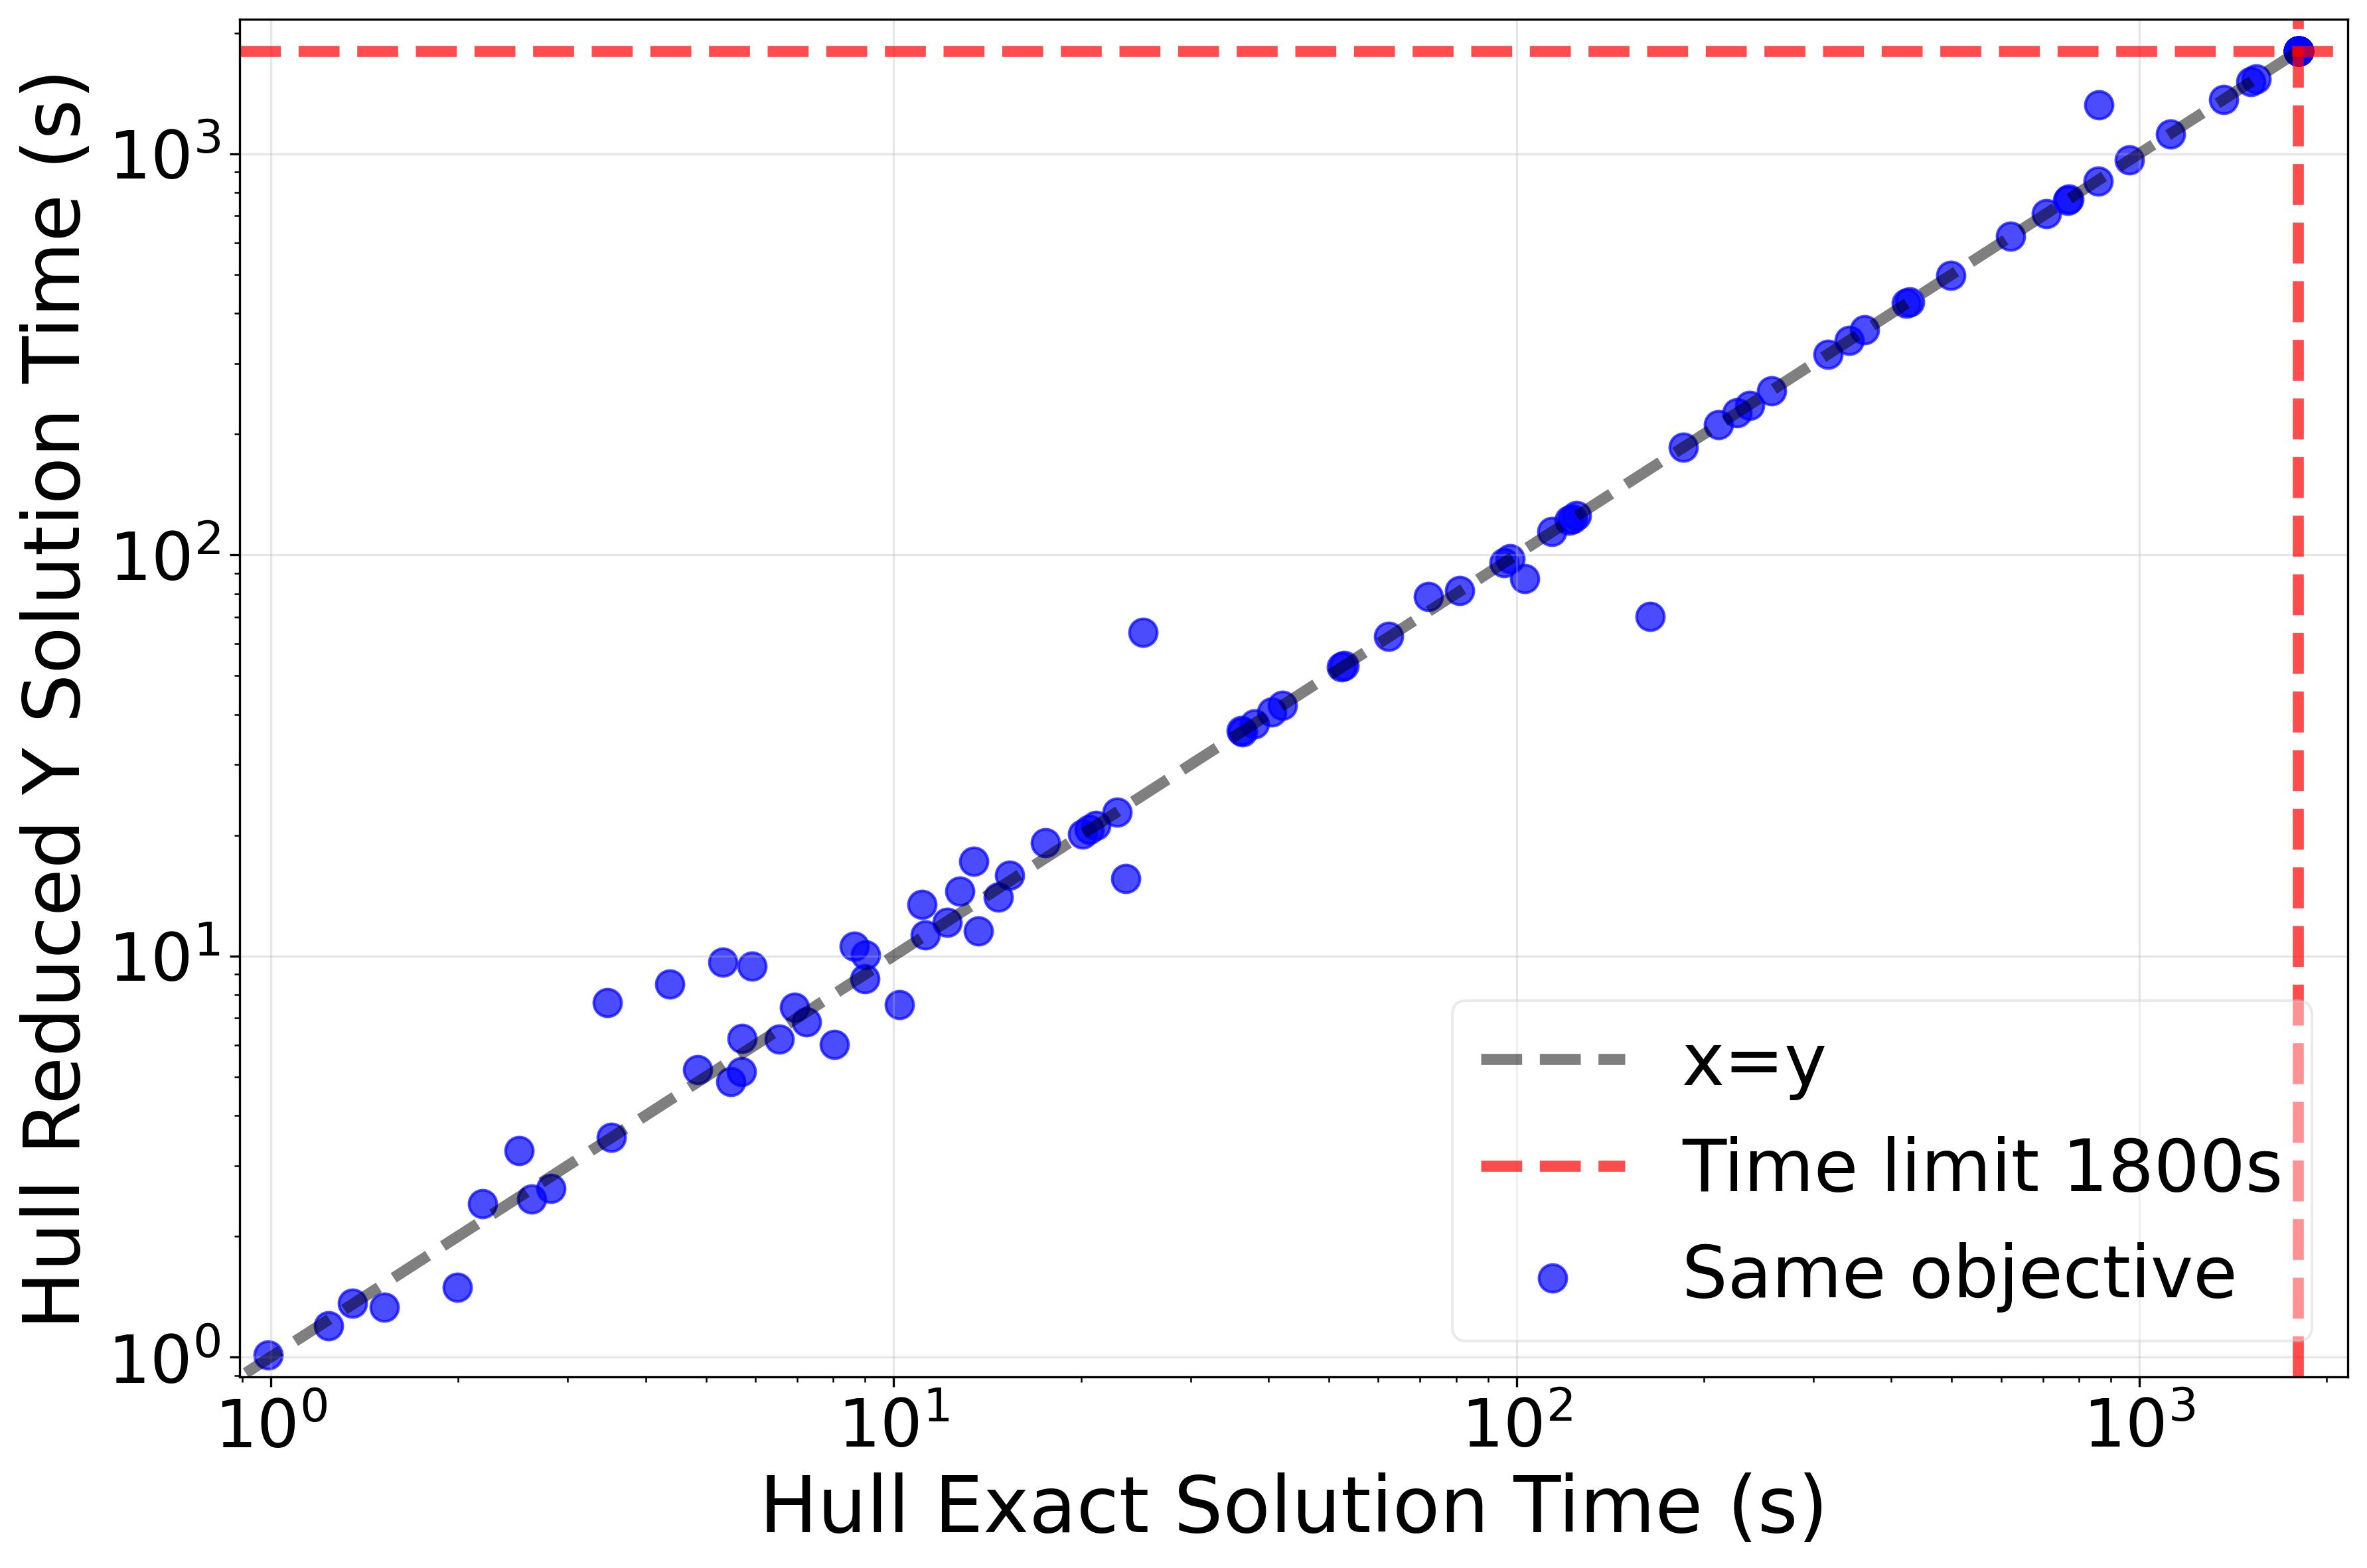 Hull Reduced Y Solution Time (s)
10³
10²
10¹
10⁰
x=y
Time limit 1800s
Same objective
10⁰ 10¹ 10² 10³
Hull Exact Solution Time (s)